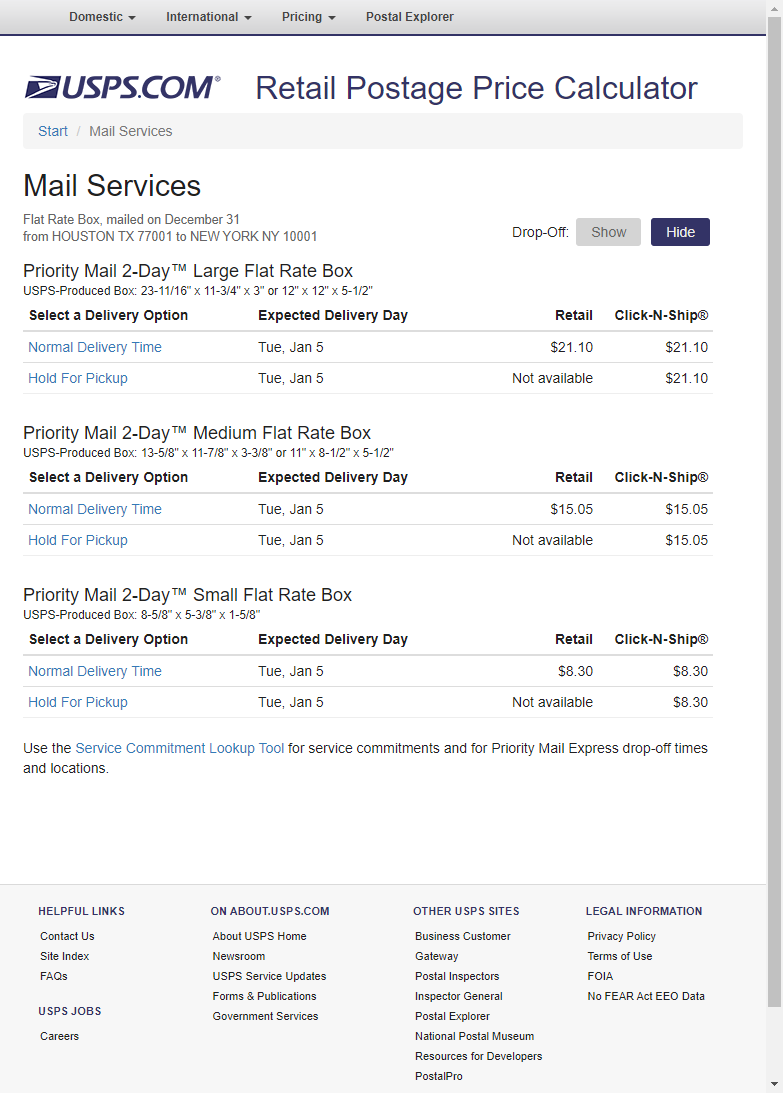 Domestic International Pricing Postal Explorer
USPS.COM® Retail Postage Price Calculator
Start / Mail Services
Mail Services
Flat Rate Box, mailed on December 31
from HOUSTON TX 77001 to NEW YORK NY 10001
Drop-Off: Show Hide
Priority Mail 2-Day™ Large Flat Rate Box
USPS-Produced Box: 23-11/16" x 11-3/4" x 3" or 12" x 12" x 5-1/2"
Select a Delivery Option Expected Delivery Day Retail Click-N-Ship®
Normal Delivery Time Tue, Jan 5 $21.10 $21.10
Hold For Pickup Tue, Jan 5 Not available $21.10
Priority Mail 2-Day™ Medium Flat Rate Box
USPS-Produced Box: 13-5/8" x 11-7/8" x 3-3/8" or 11" x 8-1/2" x 5-1/2"
Select a Delivery Option Expected Delivery Day Retail Click-N-Ship®
Normal Delivery Time Tue, Jan 5 $15.05 $15.05
Hold For Pickup Tue, Jan 5 Not available $15.05
Priority Mail 2-Day™ Small Flat Rate Box
USPS-Produced Box: 8-5/8" x 5-3/8" x 1-5/8"
Select a Delivery Option Expected Delivery Day Retail Click-N-Ship®
Normal Delivery Time Tue, Jan 5 $8.30 $8.30
Hold For Pickup Tue, Jan 5 Not available $8.30
Use the Service Commitment Lookup Tool for service commitments and for Priority Mail Express drop-off times
and locations.
HELPFUL LINKS
Contact Us
Site Index
FAQs
USPS JOBS
Careers
ON ABOUT.USPS.COM
About USPS Home
Newsroom
USPS Service Updates
Forms & Publications
Government Services
OTHER USPS SITES
Business Customer
Gateway
Postal Inspectors
Inspector General
Postal Explorer
National Postal Museum
Resources for Developers
PostalPro
LEGAL INFORMATION
Privacy Policy
Terms of Use
FOIA
No FEAR Act EEO Data